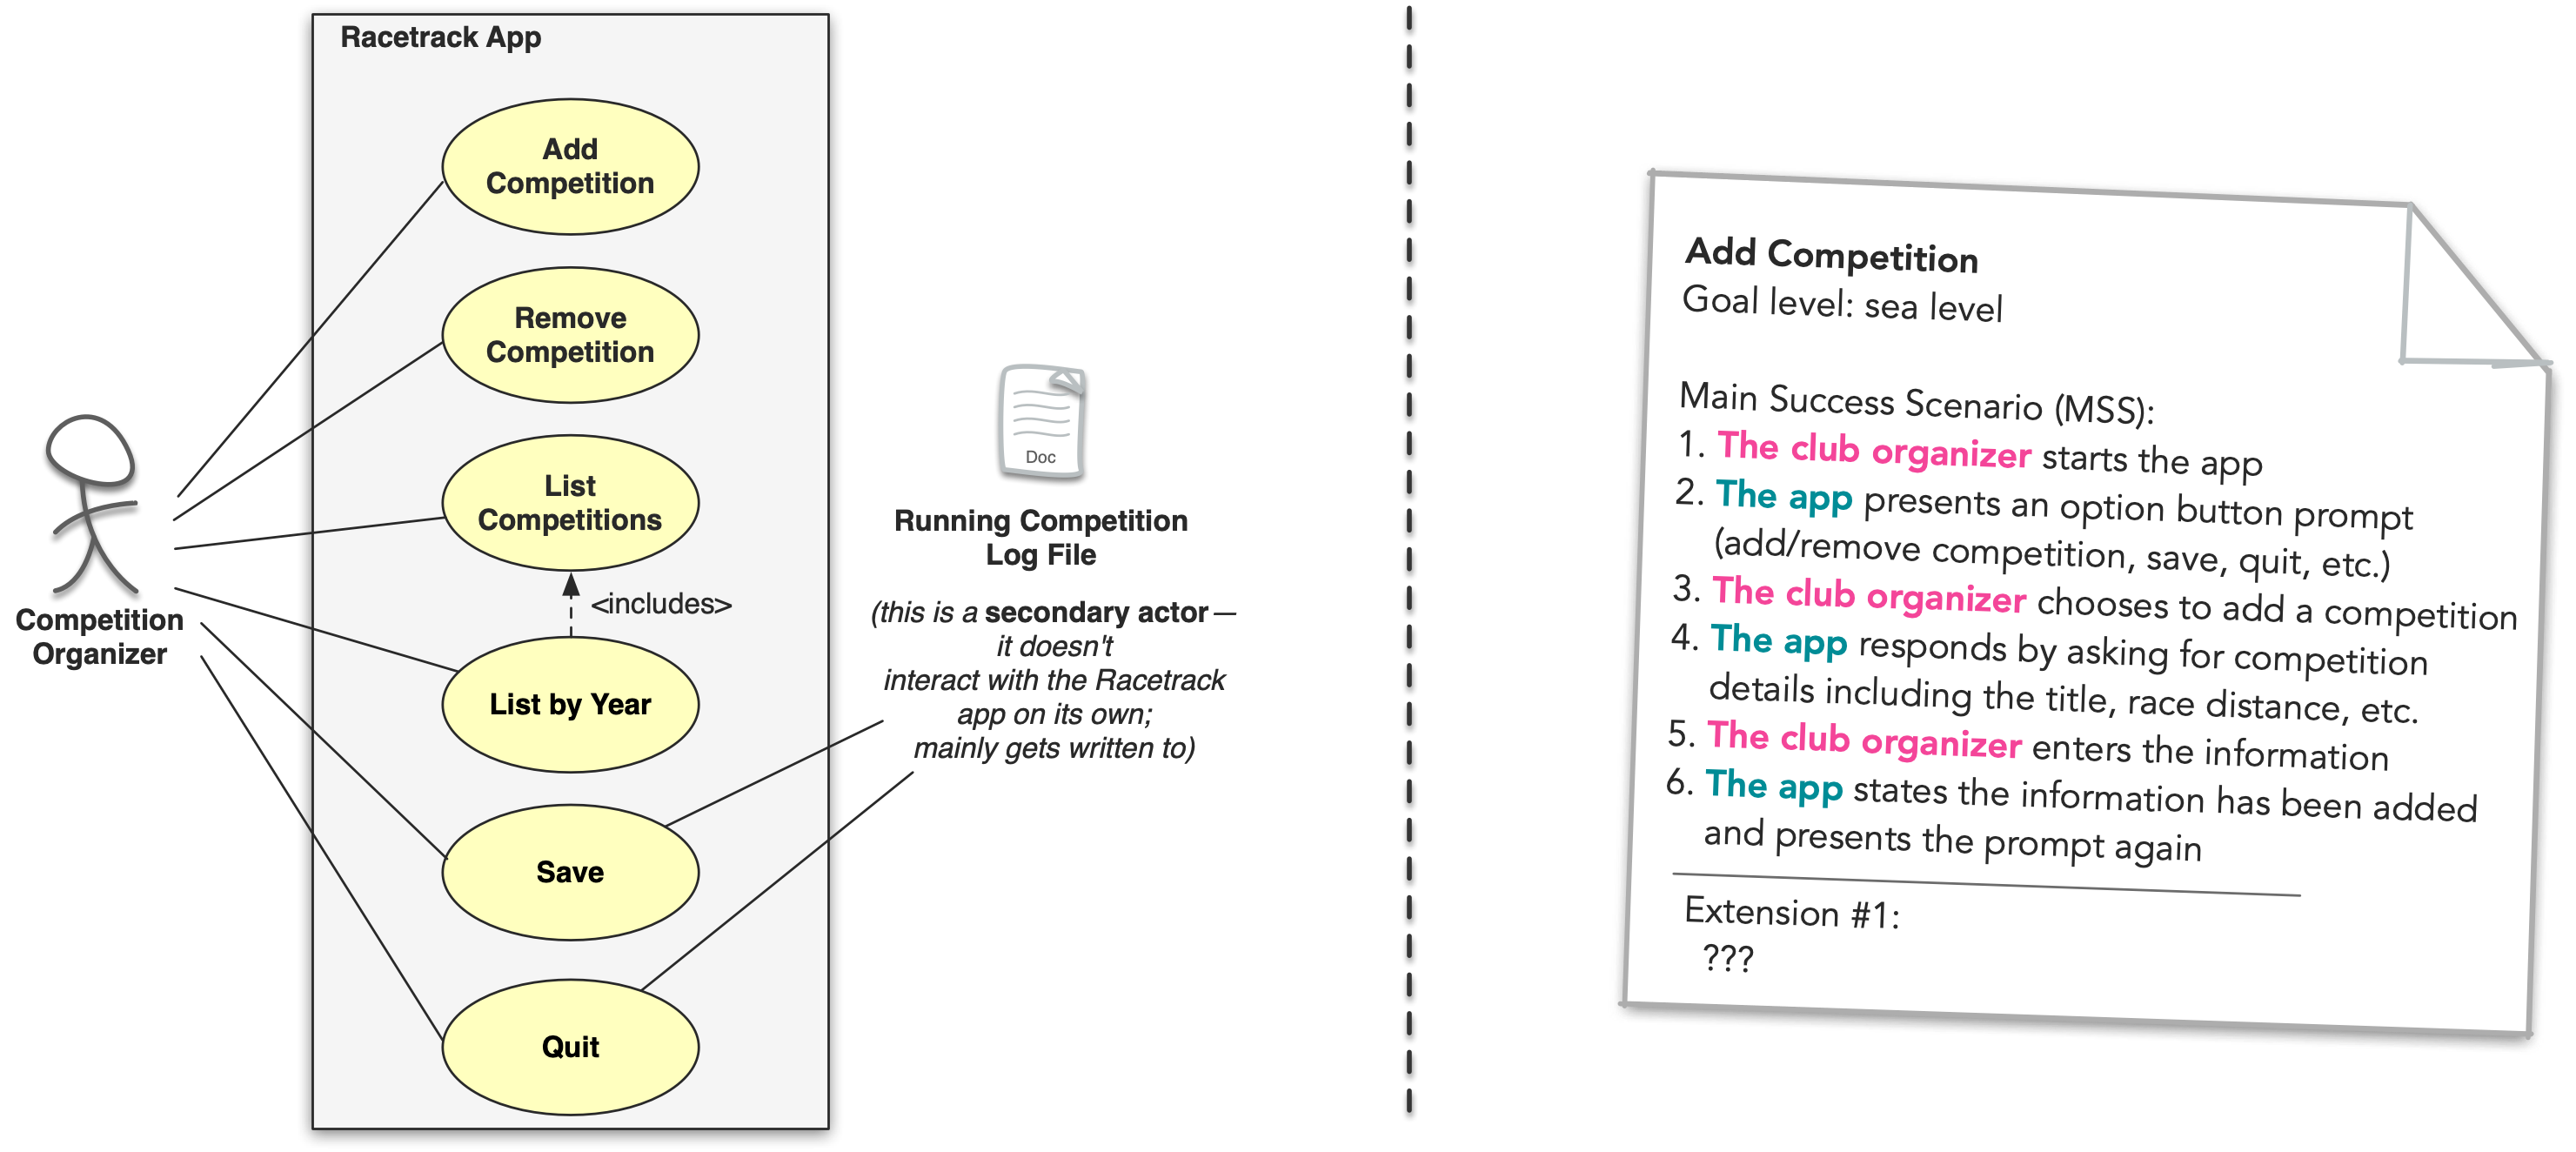 Racetrack App
Add
Competition
Remove
Competition
List
Competitions
<includes>
List by Year
Save
Quit
Competition
Organizer
Doc
Running Competition
Log File
(this is a secondary actor—
it doesn't
interact with the Racetrack
app on its own;
mainly gets written to)
Add Competition
Goal level: sea level
Main Success Scenario (MSS):
1. The club organizer starts the app
2. The app presents an option button prompt
(add/remove competition, save, quit, etc.)
3. The club organizer chooses to add a competition
4. The app responds by asking for competition
details including the title, race distance, etc.
5. The club organizer enters the information
6. The app states the information has been added
and presents the prompt again
Extension #1:
???